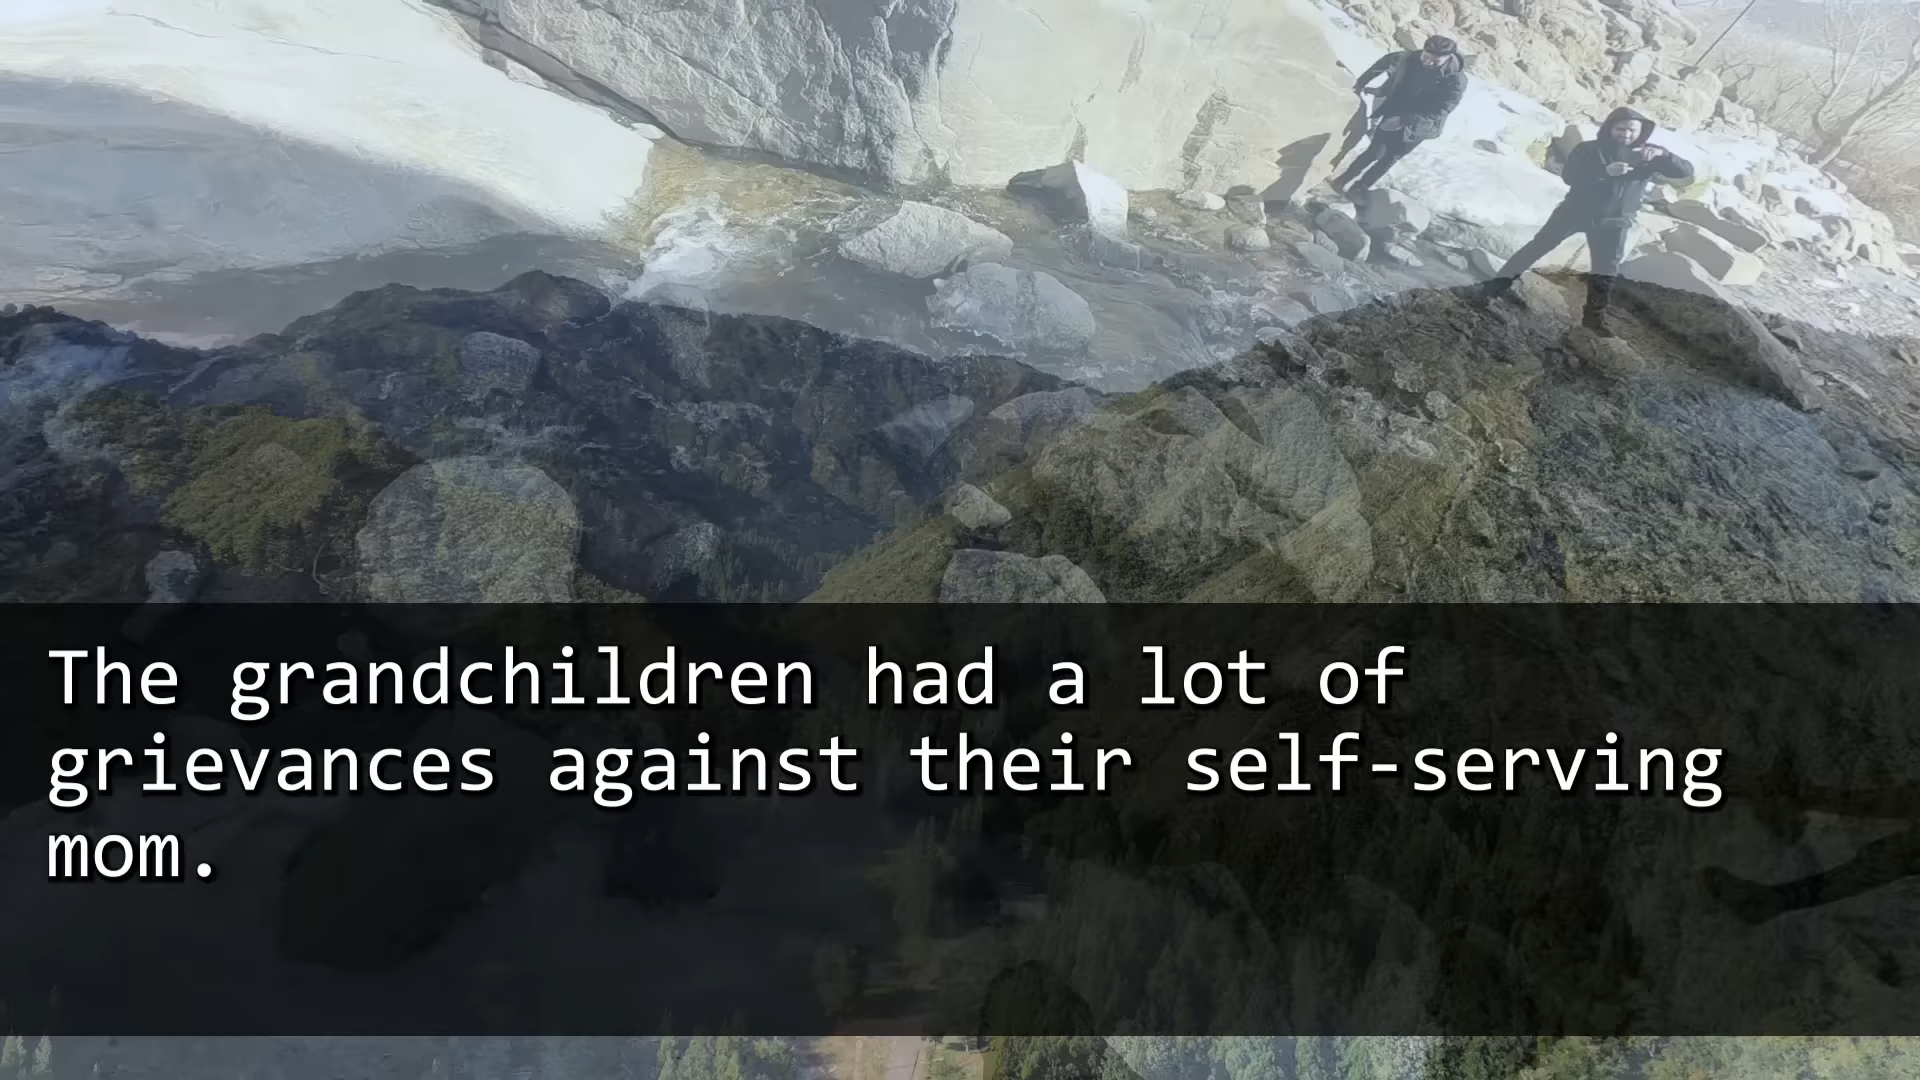 The grandchildren had a lot of
grievances against their self-serving
mom.